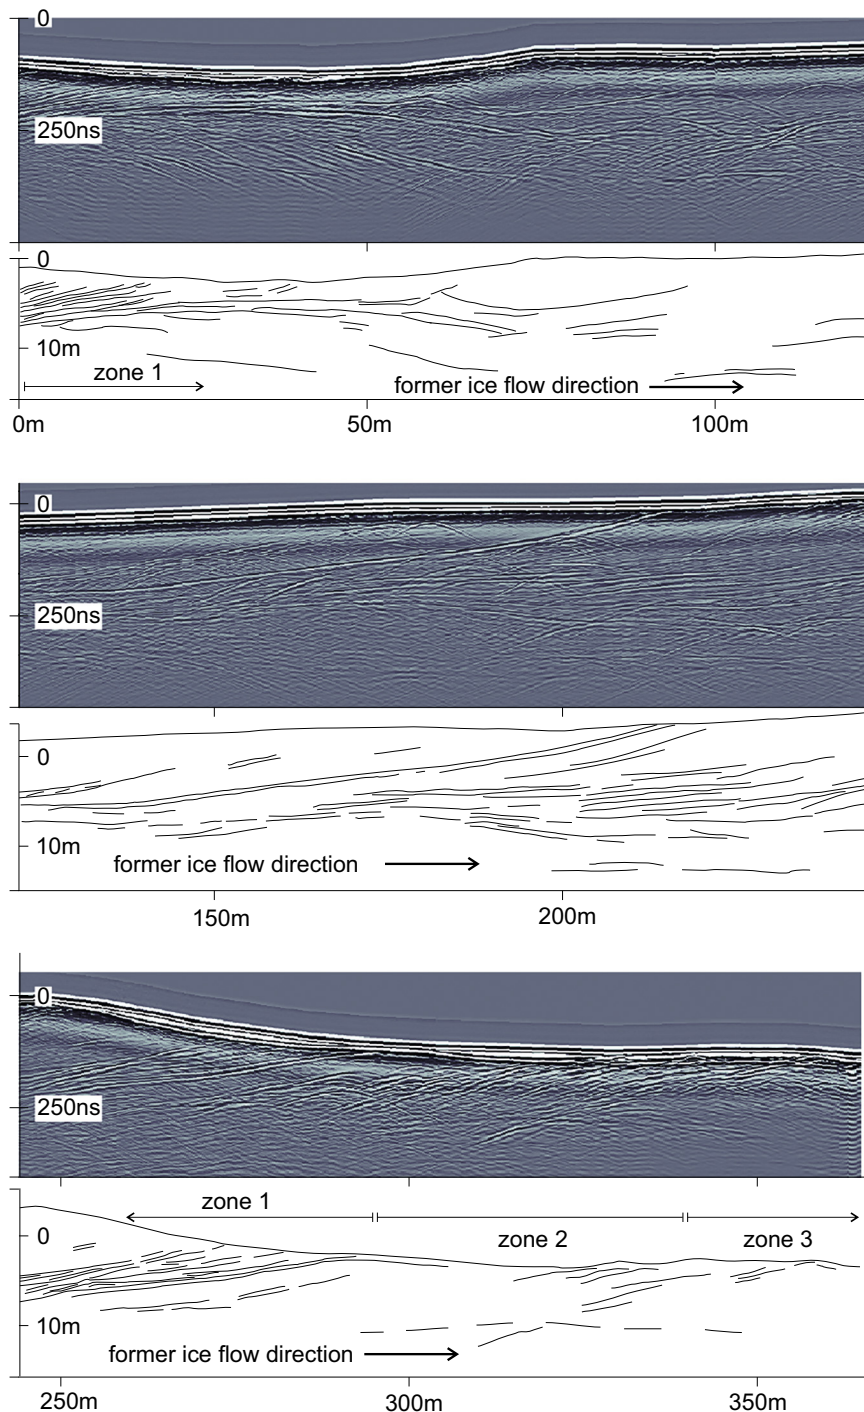 0
250ns
0
10m
zone 1
former ice flow direction
0m 50m 100m
0
250ns
0
10m
former ice flow direction
150m 200m
0
250ns
zone 1
0
zone 2 zone 3
10m
former ice flow direction
250m 300m 350m